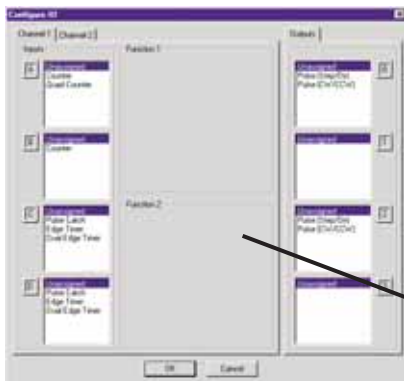 Configure IO
Channel 1 Channel 2
Outputs
Inputs
Function 1
A
Unassigned
Counter
Quad Counter
Unassigned
Pulse (Step/Dir)
Pulse (CW/CCW)
B
Unassigned
Counter
Unassigned
Function 2
C
Unassigned
Pulse Catch
Edge Timer
Dual Edge Timer
Unassigned
Pulse (Step/Dir)
Pulse (CW/CCW)
D
Unassigned
Pulse Catch
Edge Timer
Dual Edge Timer
Unassigned
OK Cancel